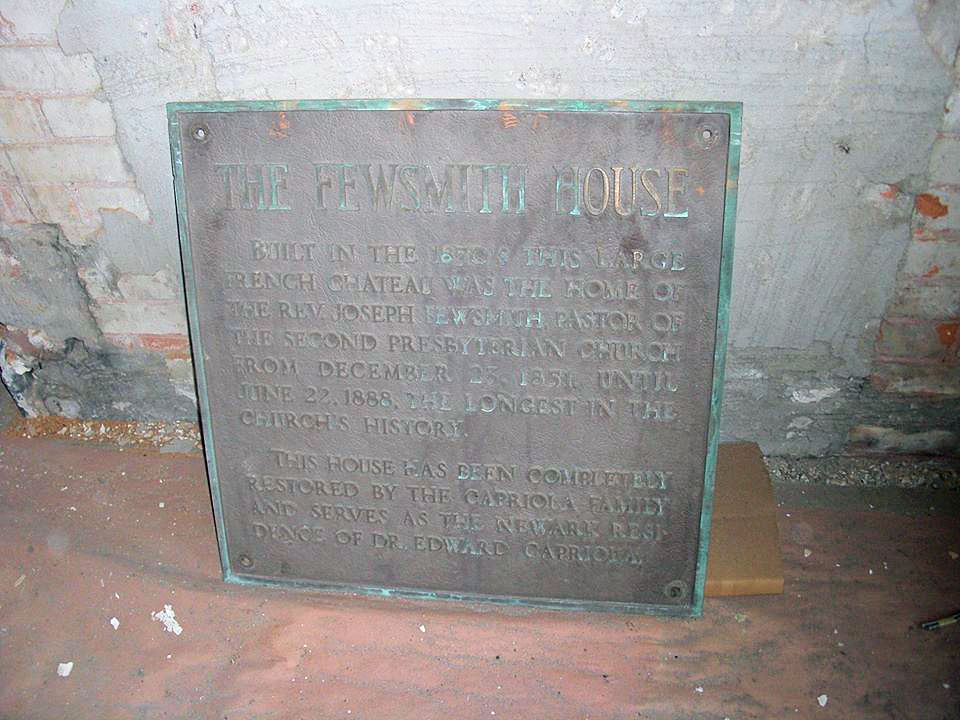 THE FEWSMITH HOUSE
BUILT IN THE 1870'S THIS LARGE
FRENCH CHATEAU WAS THE HOME OF
THE REV. JOSEPH FEWSMITH, PASTOR OF
THE SECOND PRESBYTERIAN CHURCH
FROM DECEMBER 23, 1851, UNTIL
JUNE 22, 1888, THE LONGEST IN THE
CHURCH'S HISTORY.
THIS HOUSE HAS BEEN COMPLETELY
RESTORED BY THE CAPRIOLA FAMILY
AND SERVES AS THE NEWARK RESI-
DENCE OF DR. EDWARD CAPRIOLA.